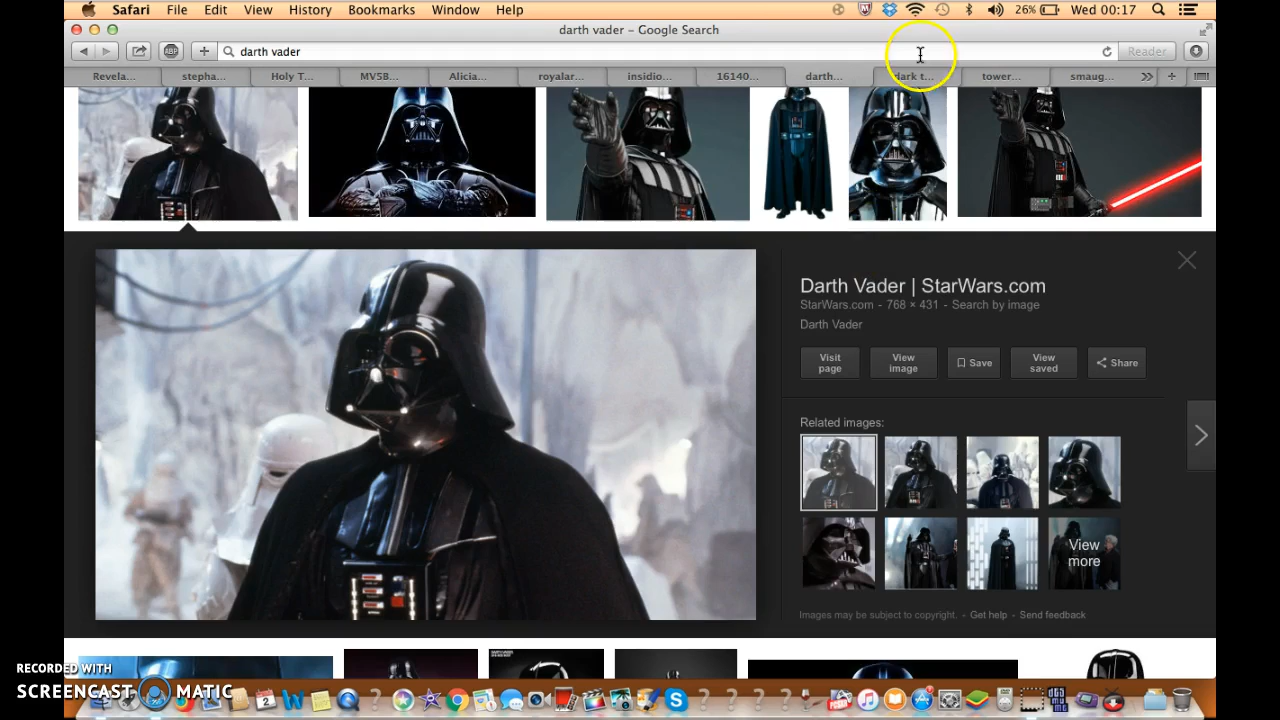 Safari File Edit View History Bookmarks Window Help 26% Wed 00:17
darth vader – Google Search
ABP darth vader Reader
Revela... stepha... Holy T... MV5B... Alicia... royalar... insidio... 16140... darth... dark t... tower... smaug...
Darth Vader | StarWars.com
StarWars.com - 768 × 431 - Search by image
Darth Vader
Visit page View image Save View saved Share
Related images:
View more
Images may be subject to copyright. - Get help - Send feedback
RECORDED WITH
SCREENCAST MATIC